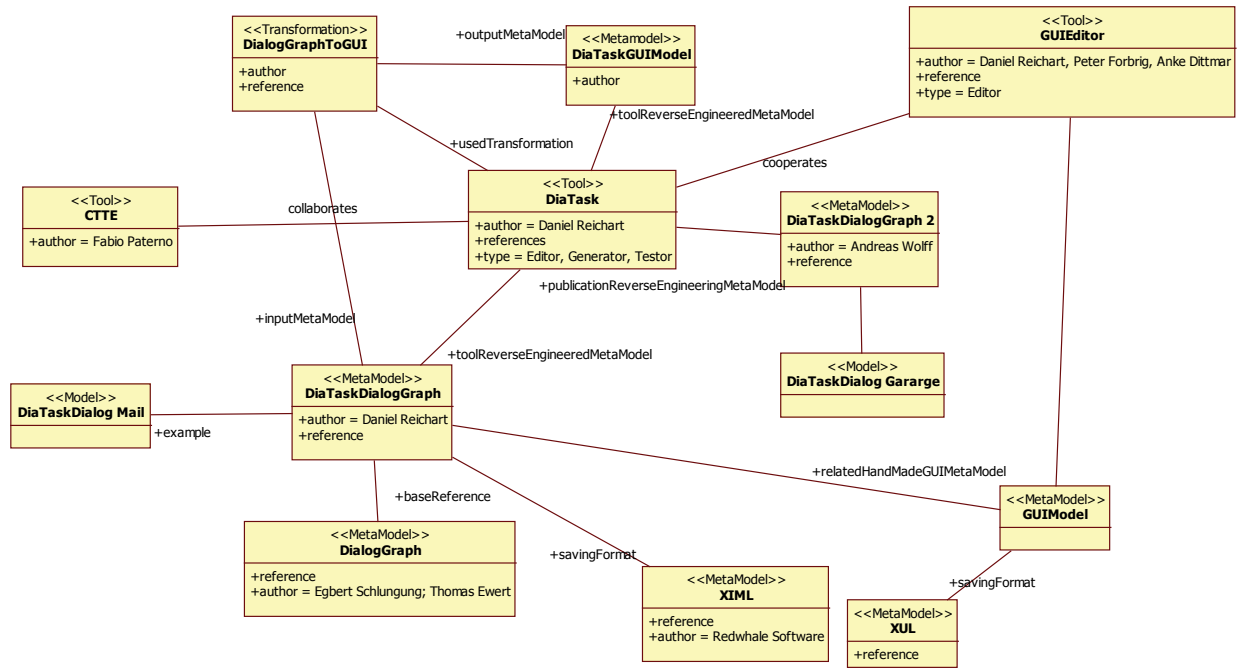 <<Transformation>>
DialogGraphToGUI
+author
+reference
+outputMetaModel
<<Metamodel>>
DiaTaskGUIModel
+author
<<Tool>>
GUIEditor
+author = Daniel Reichart, Peter Forbrig, Anke Dittmar
+reference
+type = Editor
+toolReverseEngineeredMetaModel
+usedTransformation
cooperates
<<Tool>>
CTTE
+author = Fabio Paterno
collaborates
<<Tool>>
DiaTask
+author = Daniel Reichart
+references
+type = Editor, Generator, Testor
<<MetaModel>>
DiaTaskDialogGraph 2
+author = Andreas Wolff
+reference
+publicationReverseEngineeringMetaModel
+inputMetaModel
+toolReverseEngineeredMetaModel
<<Model>>
DiaTaskDialog Gararge
<<Model>>
DiaTaskDialog Mail
+example
<<MetaModel>>
DiaTaskDialogGraph
+author = Daniel Reichart
+reference
+relatedHandMadeGUIMetaModel
+baseReference
<<MetaModel>>
GUIModel
<<MetaModel>>
DialogGraph
+reference
+author = Egbert Schlungung; Thomas Ewert
+savingFormat
<<MetaModel>>
XIML
+reference
+author = Redwhale Software
+savingFormat
<<MetaModel>>
XUL
+reference